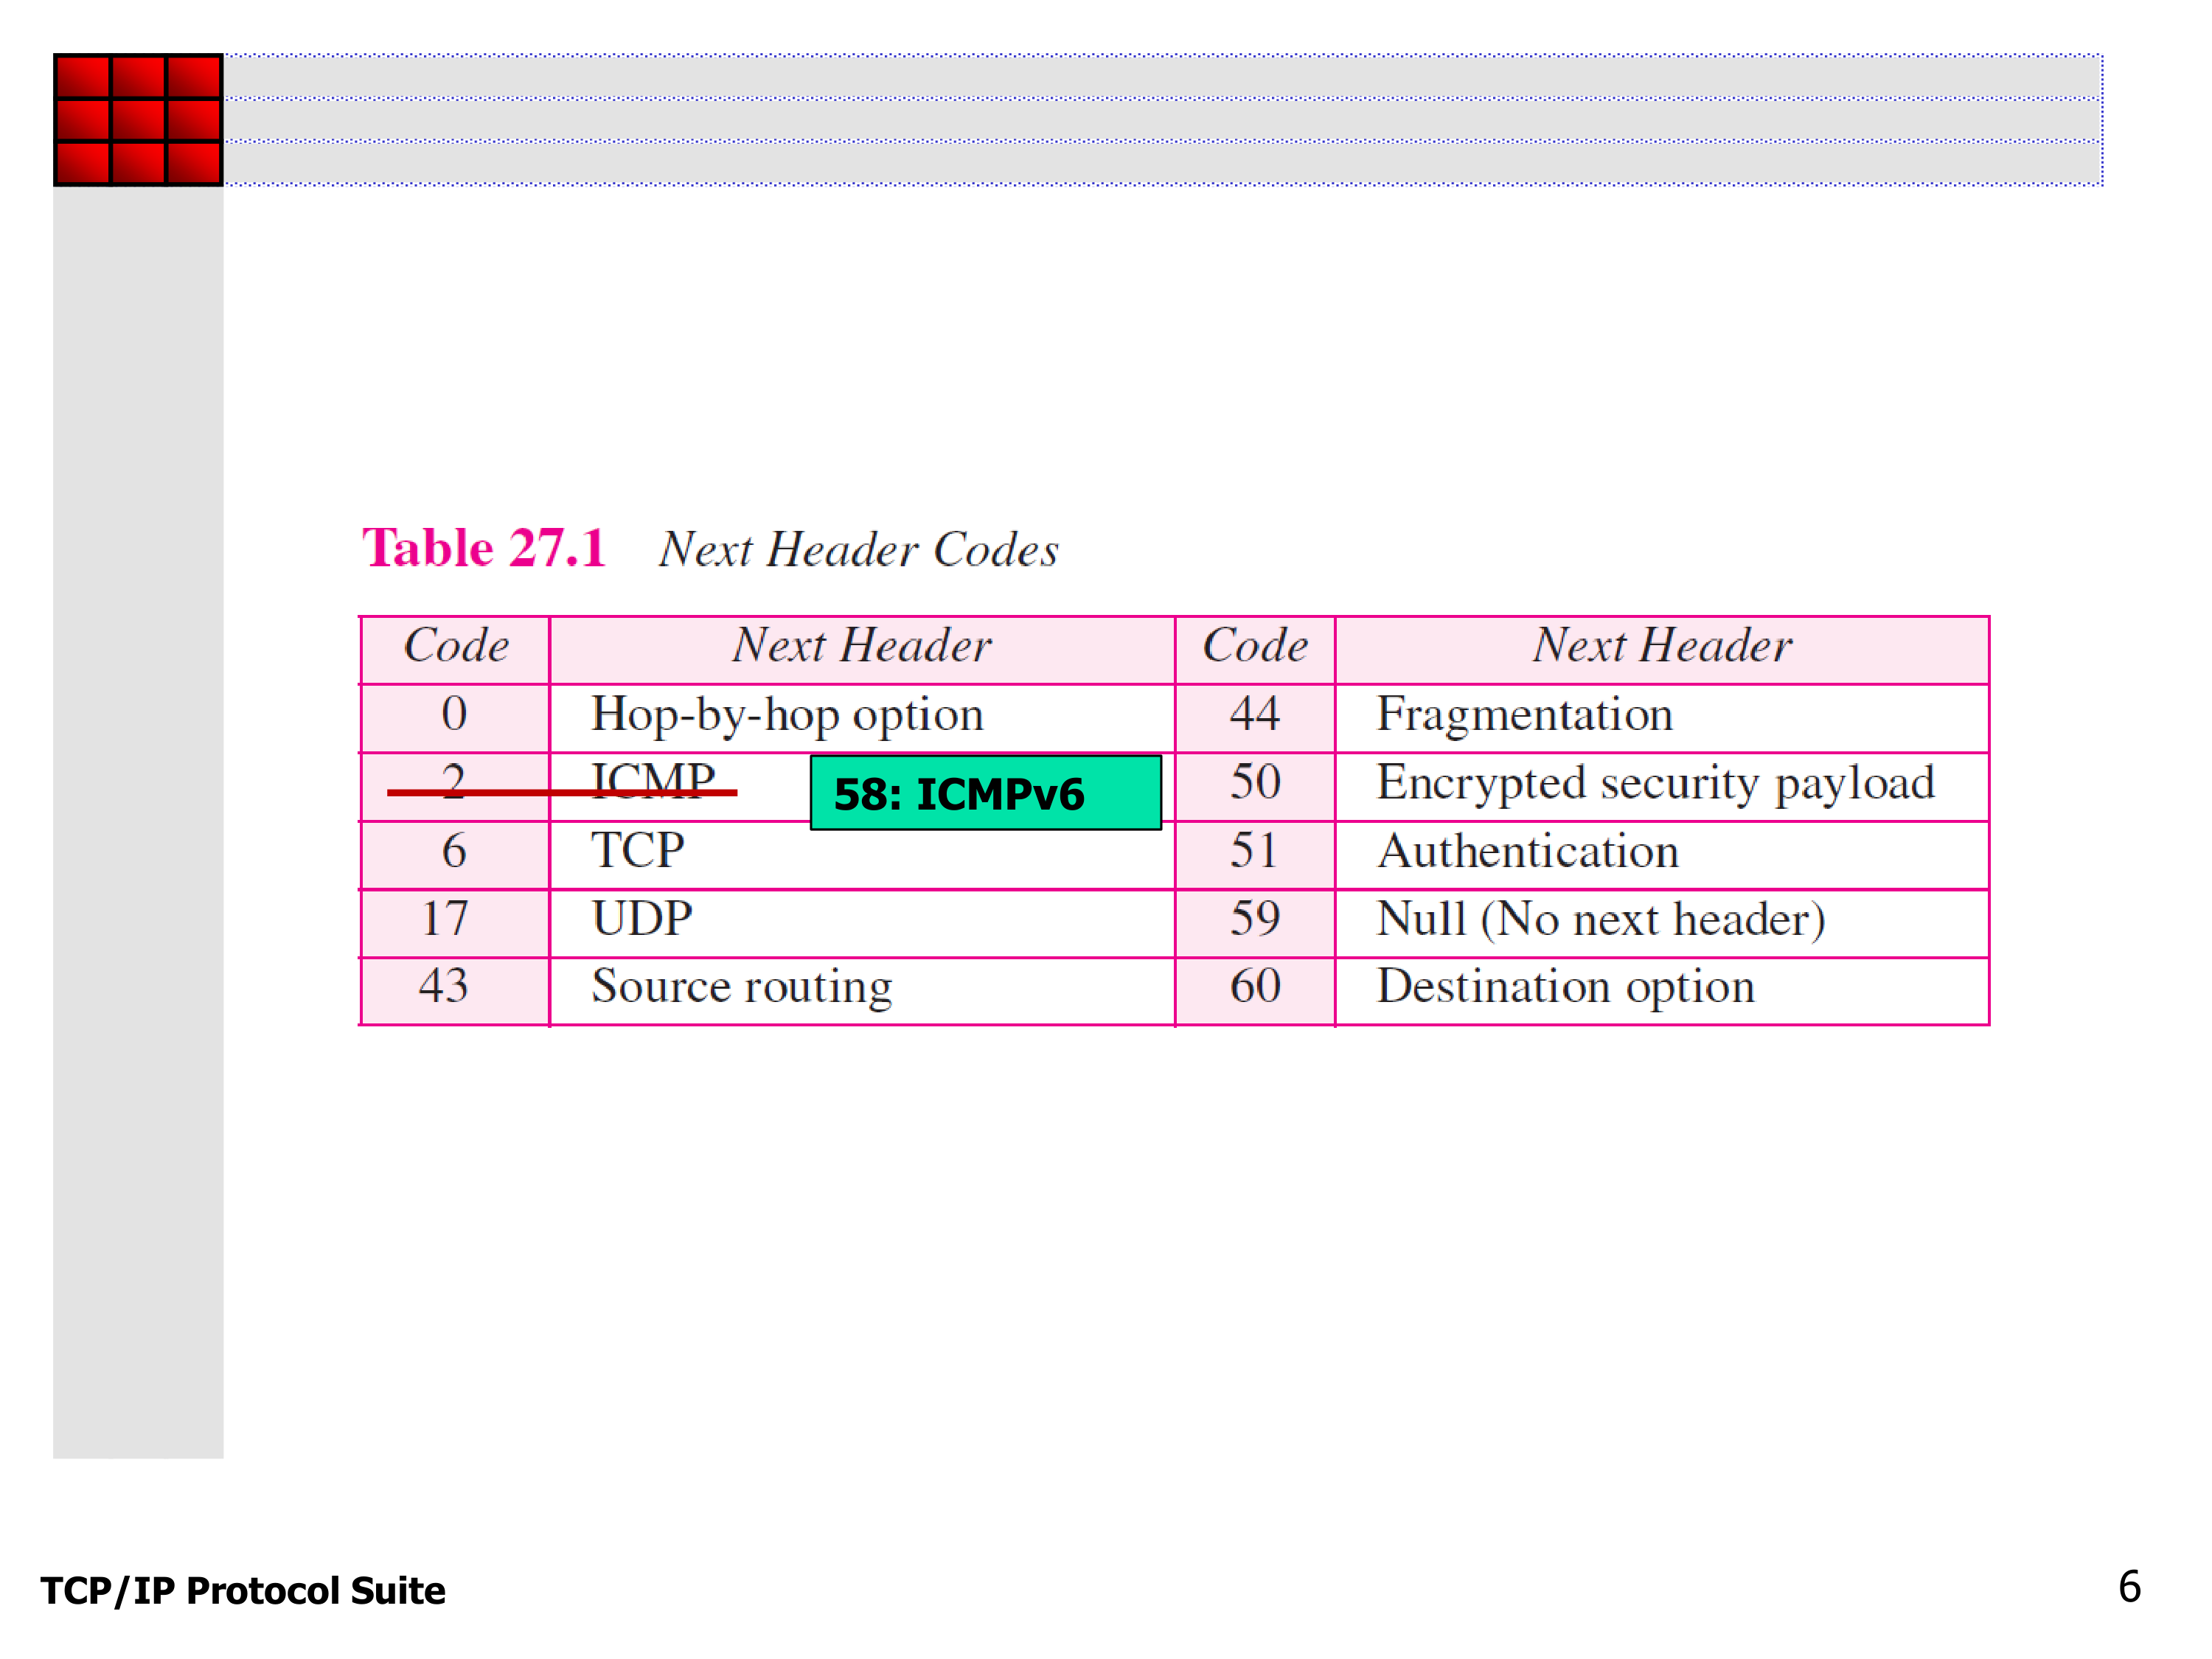 Table 27.1 Next Header Codes
Code Next Header Code Next Header
0 Hop-by-hop option 44 Fragmentation
2 ICMP 58: ICMPv6 50 Encrypted security payload
6 TCP 51 Authentication
17 UDP 59 Null (No next header)
43 Source routing 60 Destination option
TCP/IP Protocol Suite 6